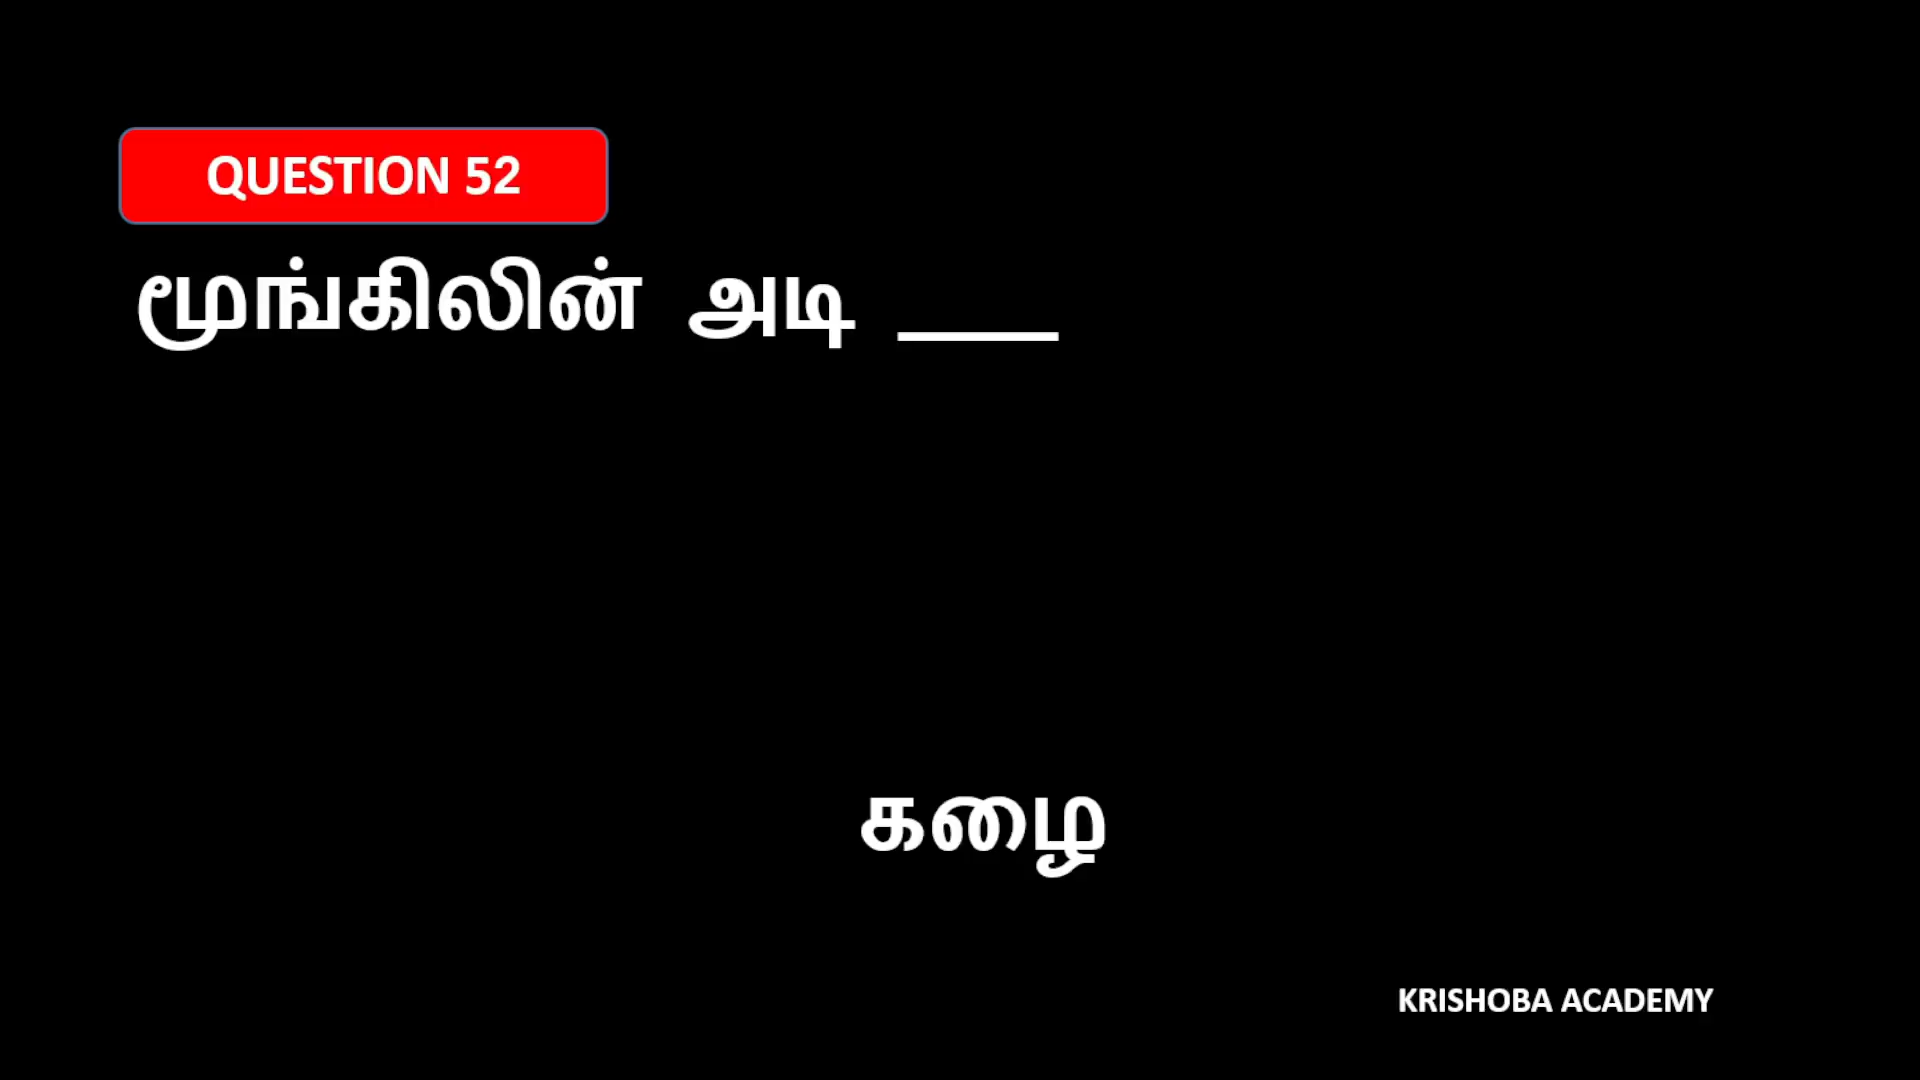 QUESTION 52
மூங்கிலின் அடி ____
கழை
KRISHOBA ACADEMY